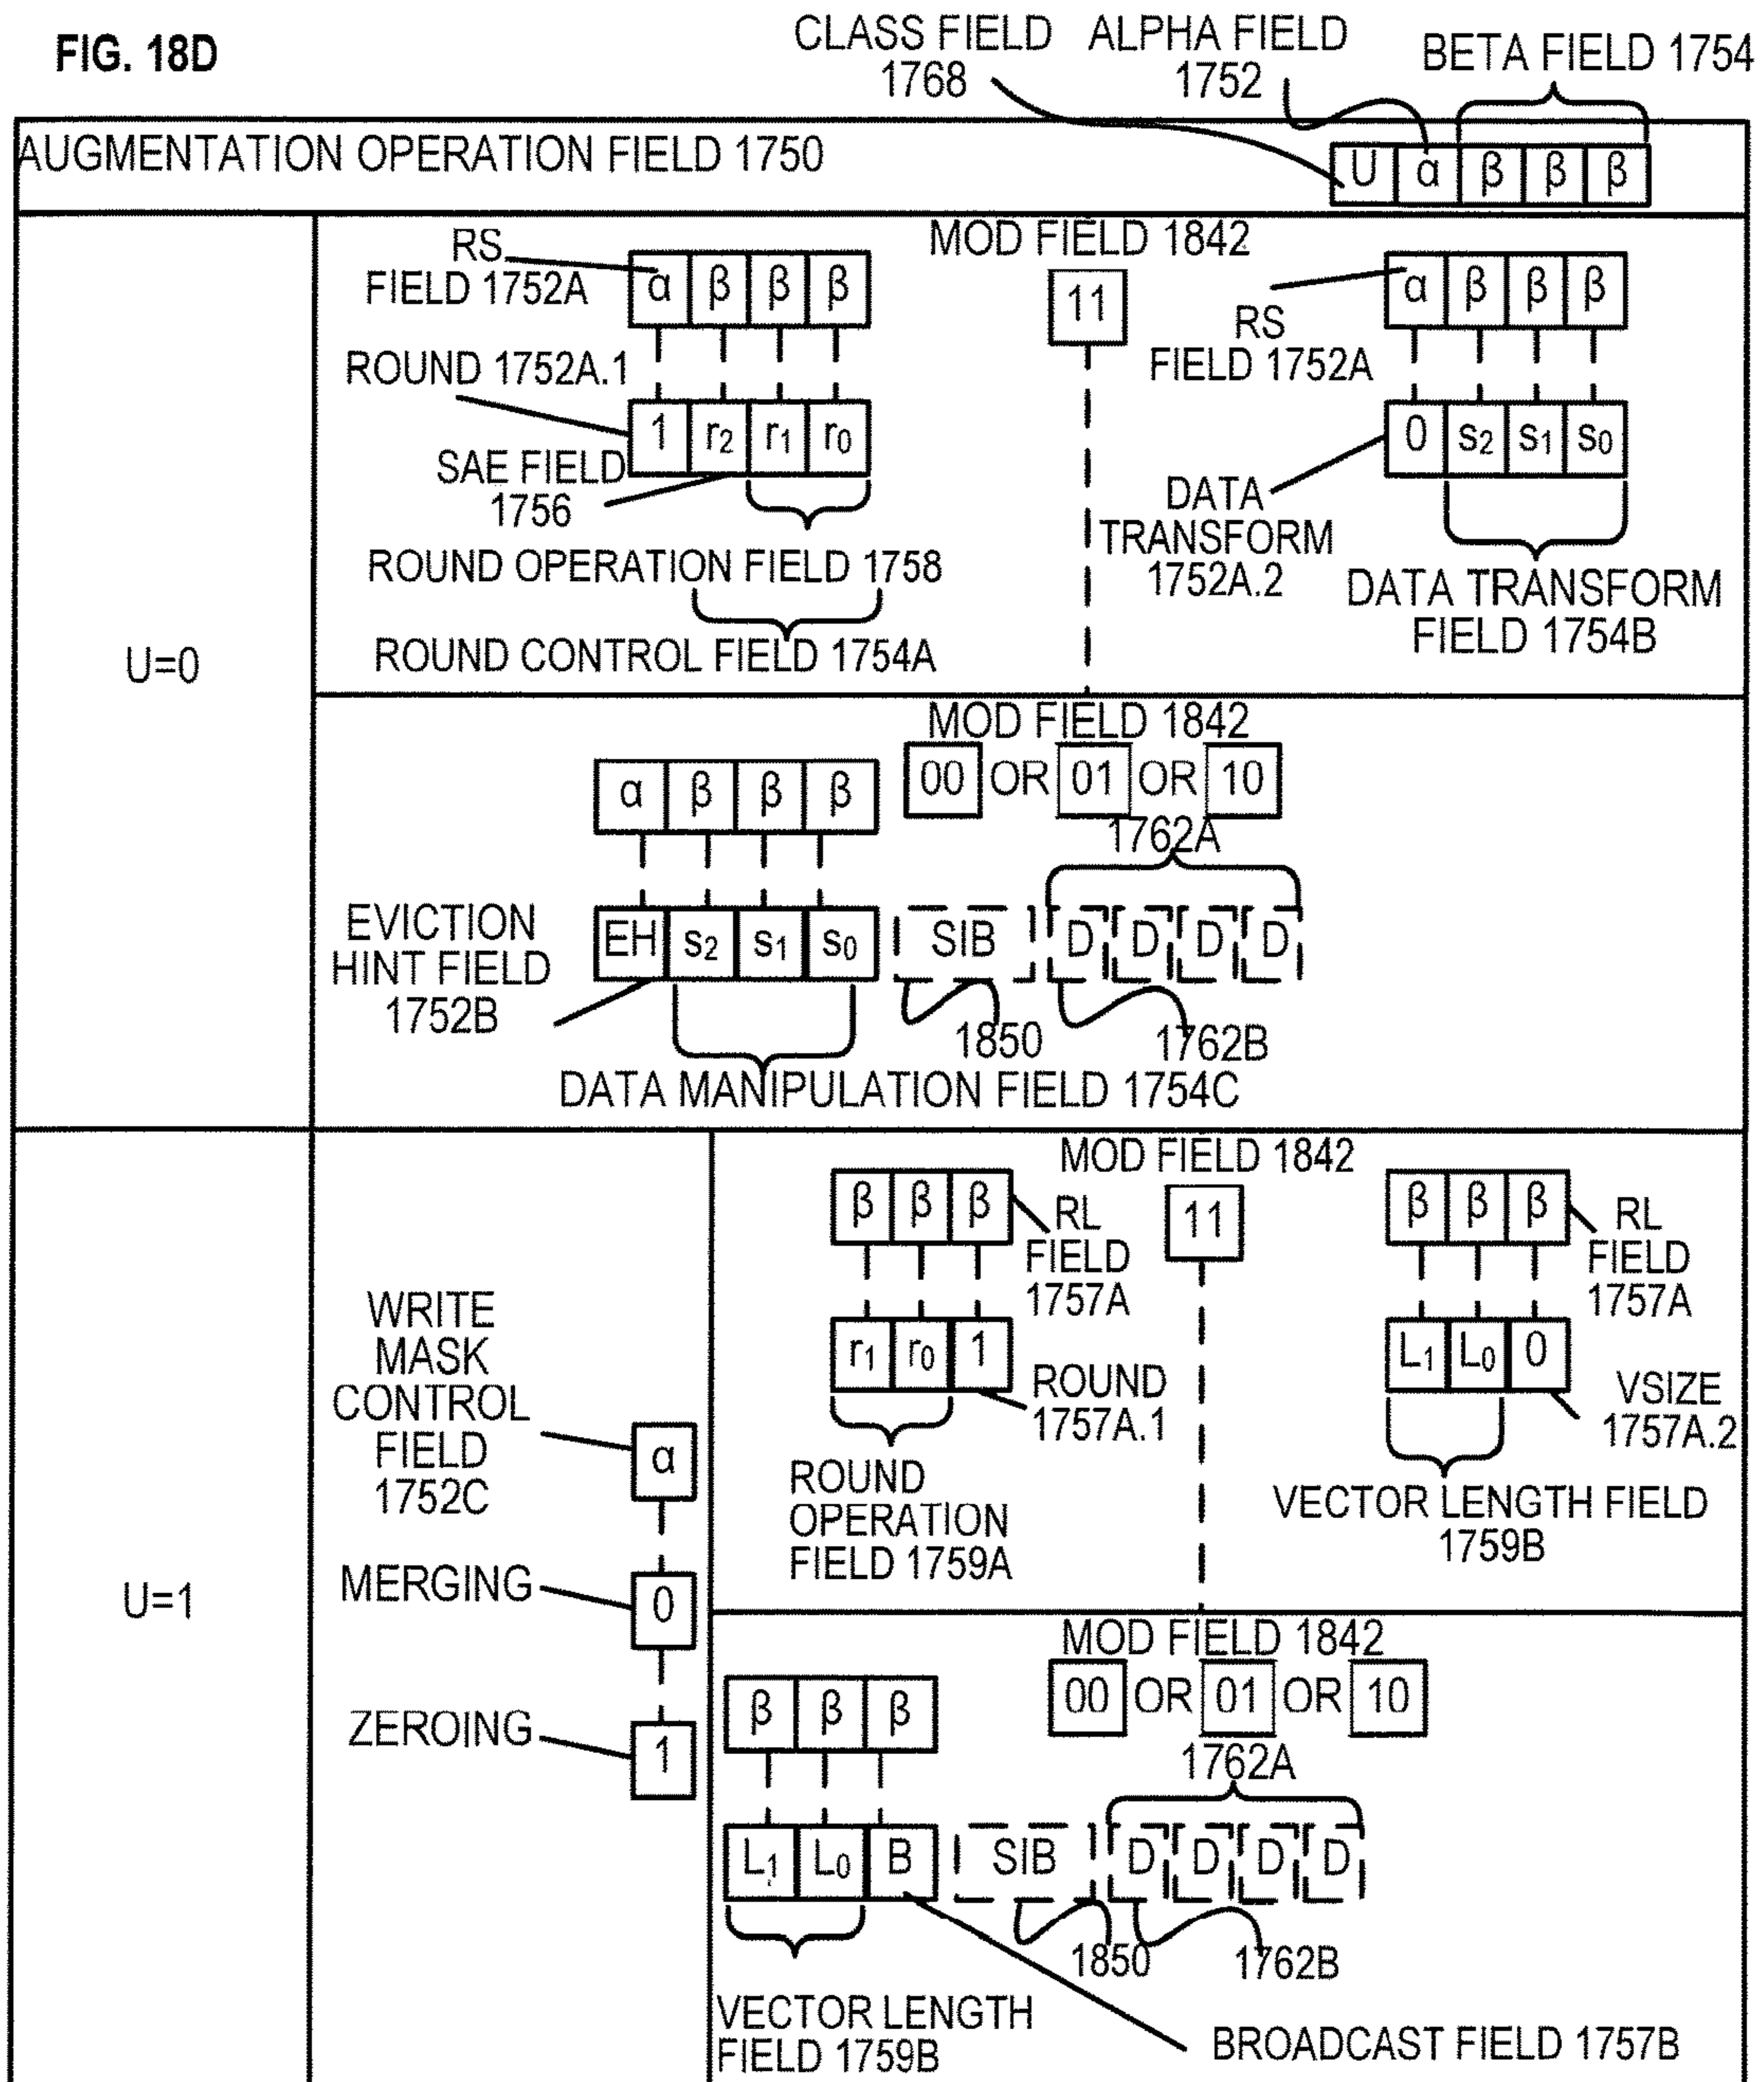 FIG. 18D
CLASS FIELD
1768
ALPHA FIELD
1752
BETA FIELD 1754
AUGMENTATION OPERATION FIELD 1750
U α β β β
U=0
RS
FIELD 1752A
α β β β
MOD FIELD 1842
11
α β β β
RS
FIELD 1752A
ROUND 1752A.1
1 r2 r1 r0
0 s2 s1 s0
SAE FIELD
1756
DATA
TRANSFORM
1752A.2
ROUND OPERATION FIELD 1758
ROUND CONTROL FIELD 1754A
DATA TRANSFORM
FIELD 1754B
MOD FIELD 1842
00 OR 01 OR 10
α β β β
1762A
EVICTION
HINT FIELD
1752B
EH s2 s1 s0 SIB D D D D
1850
1762B
DATA MANIPULATION FIELD 1754C
U=1
WRITE
MASK
CONTROL
FIELD
1752C
α
MERGING
0
ZEROING
1
MOD FIELD 1842
11
β β β
RL
FIELD
1757A
r1 r0 1
ROUND
1757A.1
ROUND
OPERATION
FIELD 1759A
β β β
RL
FIELD
1757A
L1 L0 0
VSIZE
1757A.2
VECTOR LENGTH FIELD
1759B
MOD FIELD 1842
00 OR 01 OR 10
β β β
1762A
L1 L0 B SIB D D D D
1850
1762B
VECTOR LENGTH
FIELD 1759B
BROADCAST FIELD 1757B